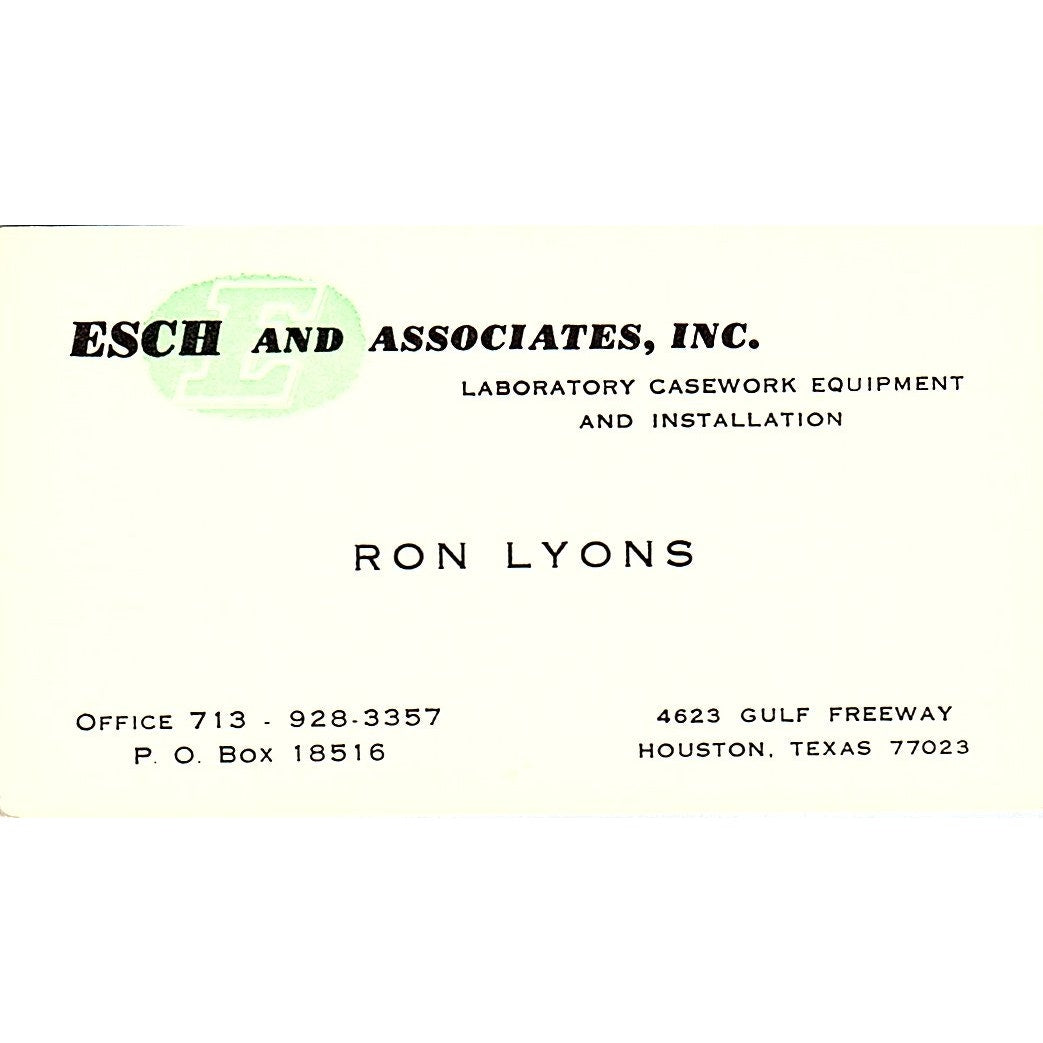 E
ESCH AND ASSOCIATES, INC.
LABORATORY CASEWORK EQUIPMENT
AND INSTALLATION
RON LYONS
OFFICE 713 - 928-3357
P. O. BOX 18516
4623 GULF FREEWAY
HOUSTON, TEXAS 77023